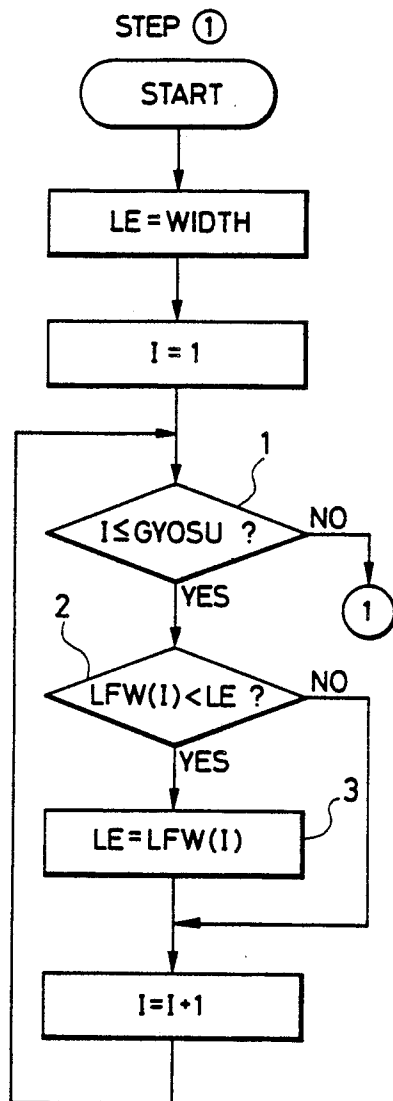 STEP ①
START
LE=WIDTH
I=1
1
I≤GYOSU ?
NO
YES
1
2
LFW(I)<LE ?
NO
YES
3
LE=LFW(I)
I=I+1